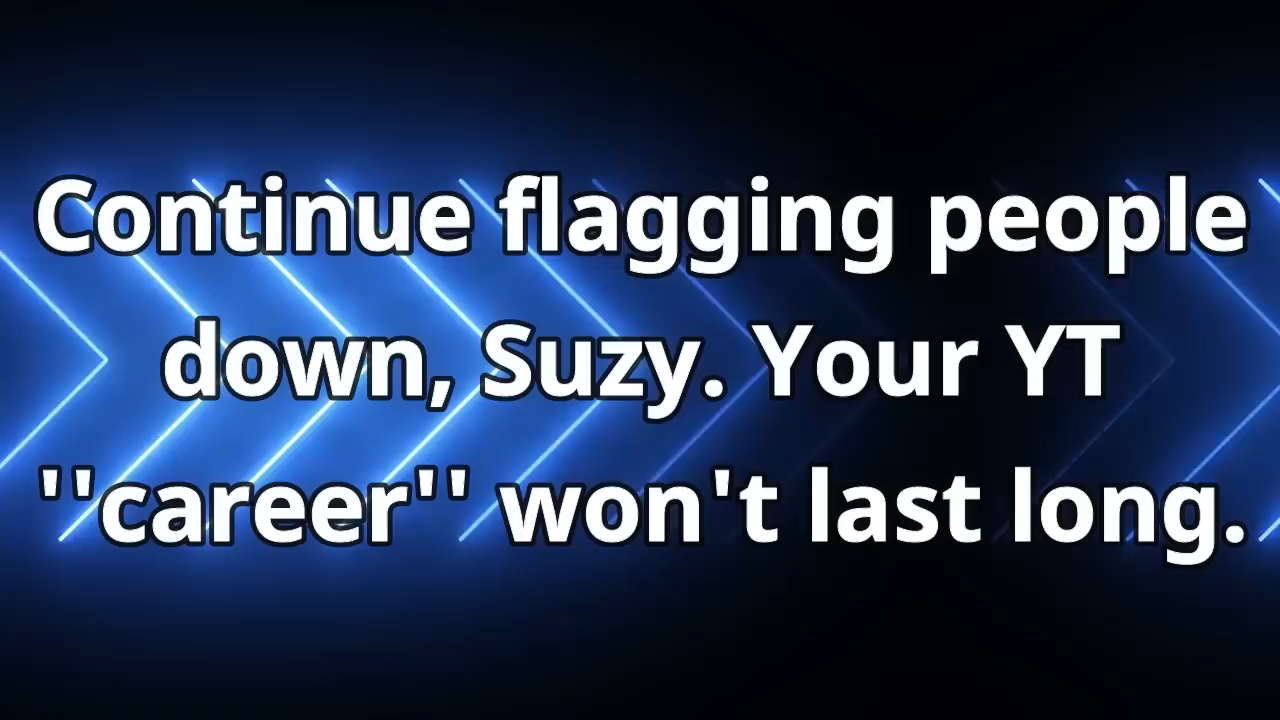 Continue flagging people
down, Suzy. Your YT
''career'' won't last long.